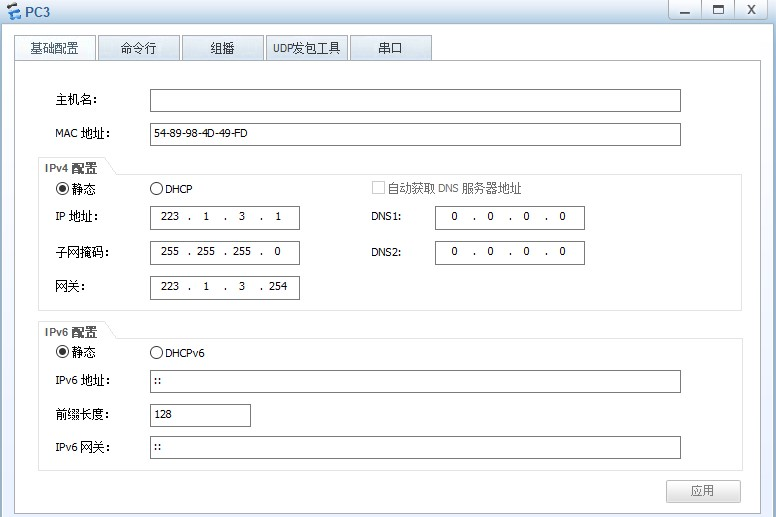 PC3
基础配置 命令行 组播 UDP发包工具 串口
主机名：
MAC 地址： 54-89-98-4D-49-FD
IPv4 配置
静态 DHCP 自动获取 DNS 服务器地址
IP 地址： 223 . 1 . 3 . 1 DNS1: 0 . 0 . 0 . 0
子网掩码： 255 . 255 . 255 . 0 DNS2: 0 . 0 . 0 . 0
网关： 223 . 1 . 3 . 254
IPv6 配置
静态 DHCPv6
IPv6 地址： ::
前缀长度： 128
IPv6 网关： ::
应用